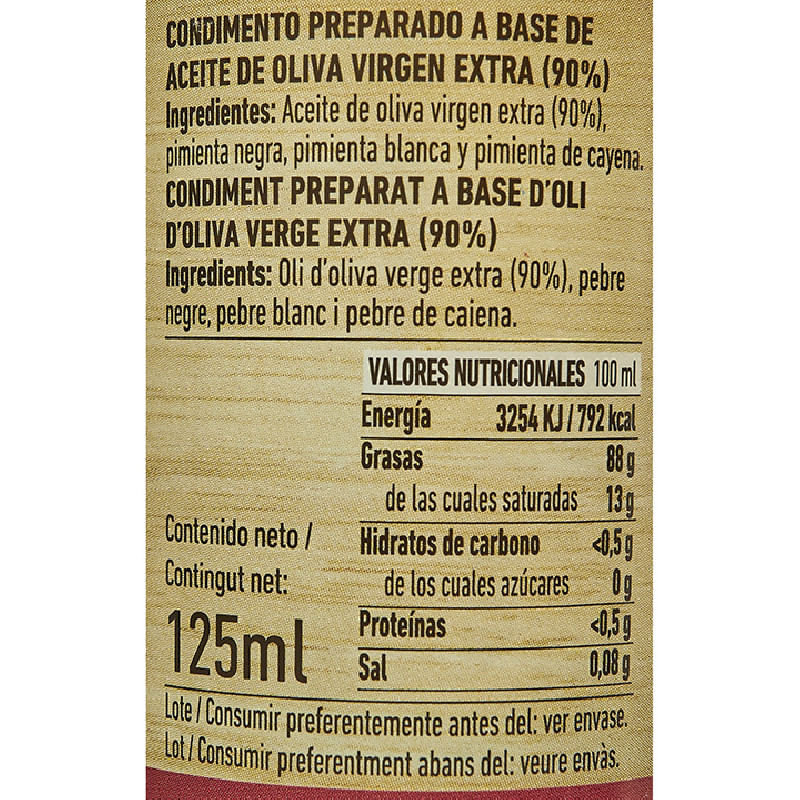 CONDIMENTO PREPARADO A BASE DE
ACEITE DE OLIVA VIRGEN EXTRA (90%)
Ingredientes: Aceite de oliva virgen extra (90%),
pimienta negra, pimienta blanca y pimienta de cayena.
CONDIMENT PREPARAT A BASE D'OLI
D'OLIVA VERGE EXTRA (90%)
Ingredients: Oli d'oliva verge extra (90%), pebre
negre, pebre blanc i pebre de caiena.
VALORES NUTRICIONALES 100 ml
Energía 3254 KJ / 792 kcal
Grasas 88 g
de las cuales saturadas 13 g
Hidratos de carbono <0,5 g
de los cuales azúcares 0 g
Proteínas <0,5 g
Sal 0,08 g
Contenido neto /
Contingut net:
125ml
Lote / Consumir preferentemente antes del: ver envase.
Lot / Consumir preferentment abans del: veure envàs.